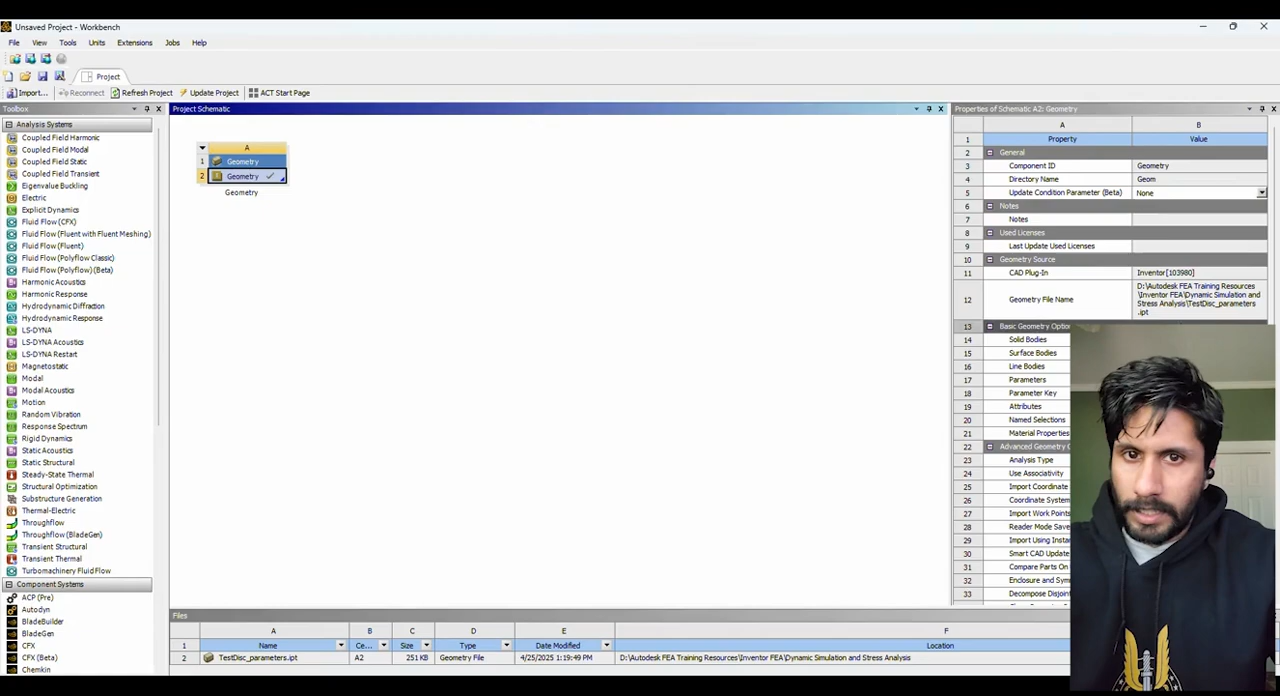 Unsaved Project - Workbench
File View Tools Units Extensions Jobs Help
Project
Import... Reconnect Refresh Project Update Project ACT Start Page
Toolbox
Analysis Systems
Coupled Field Harmonic
Coupled Field Modal
Coupled Field Static
Coupled Field Transient
Eigenvalue Buckling
Electric
Explicit Dynamics
Fluid Flow (CFX)
Fluid Flow (Fluent with Fluent Meshing)
Fluid Flow (Fluent)
Fluid Flow (Polyflow Classic)
Fluid Flow (Polyflow) (Beta)
Harmonic Acoustics
Harmonic Response
Hydrodynamic Diffraction
Hydrodynamic Response
LS-DYNA
LS-DYNA Acoustics
LS-DYNA Restart
Magnetostatic
Modal
Modal Acoustics
Motion
Random Vibration
Response Spectrum
Rigid Dynamics
Static Acoustics
Static Structural
Steady-State Thermal
Structural Optimization
Substructure Generation
Thermal-Electric
Throughflow
Throughflow (BladeGen)
Transient Structural
Transient Thermal
Turbomachinery Fluid Flow
Component Systems
ACP (Pre)
Autodyn
BladeBuilder
BladeGen
CFX
CFX (Beta)
Chemkin
Project Schematic
A
1 Geometry
2 Geometry
Geometry
Files
A B C D E F
1 Name Ce... Size Type Date Modified Location
2 TestDisc_parameters.ipt A2 251 KB Geometry File 4/25/2025 1:19:49 PM D:\Autodesk FEA Training Resources\Inventor FEA\Dynamic Simulation and Stress Analysis
Properties of Schematic A2: Geometry
A B
1 Property Value
2 General
3 Component ID Geometry
4 Directory Name Geom
5 Update Condition Parameter (Beta) None
6 Notes
7 Notes
8 Used Licenses
9 Last Update Used Licenses
10 Geometry Source
11 CAD Plug-In Inventor[103980]
12 Geometry File Name D:\Autodesk FEA Training Resources
\Inventor FEA\Dynamic Simulation and
Stress Analysis\TestDisc_parameters
.ipt
13 Basic Geometry Optio
14 Solid Bodies
15 Surface Bodies
16 Line Bodies
17 Parameters
18 Parameter Key
19 Attributes
20 Named Selections
21 Material Properties
22 Advanced Geometry
23 Analysis Type
24 Use Associativity
25 Import Coordinate
26 Coordinate System
27 Import Work Points
28 Reader Mode Save
29 Import Using Insta
30 Smart CAD Update
31 Compare Parts On
32 Enclosure and Sym
33 Decompose Disjoin